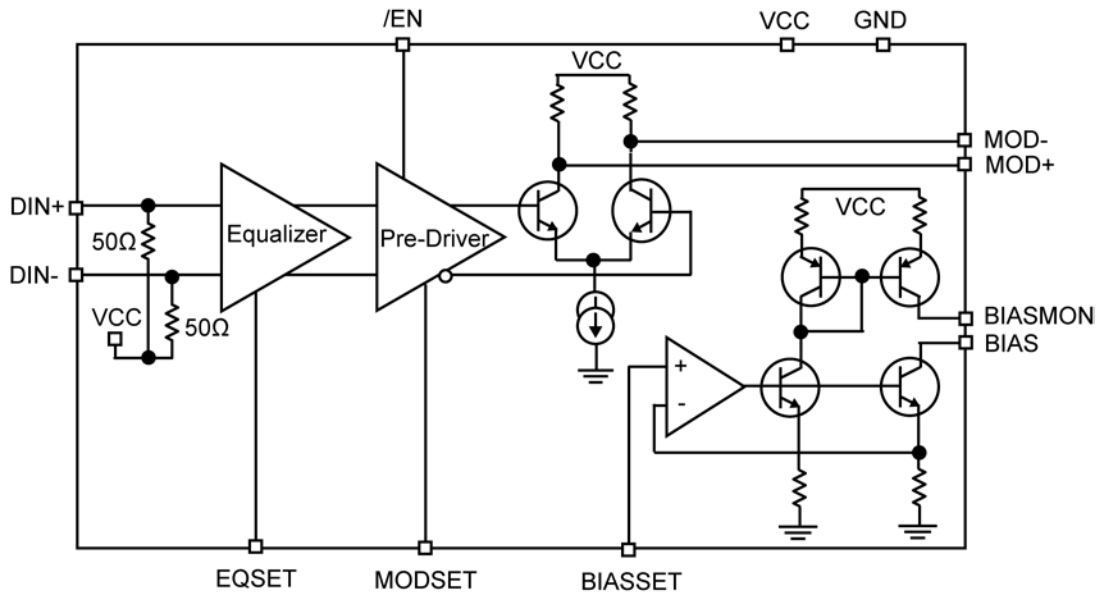 /EN
VCC
GND
VCC
MOD-
MOD+
DIN+
Equalizer
Pre-Driver
VCC
50Ω
DIN-
VCC
50Ω
BIASMONI
BIAS
+
-
EQSET
MODSET
BIASSET